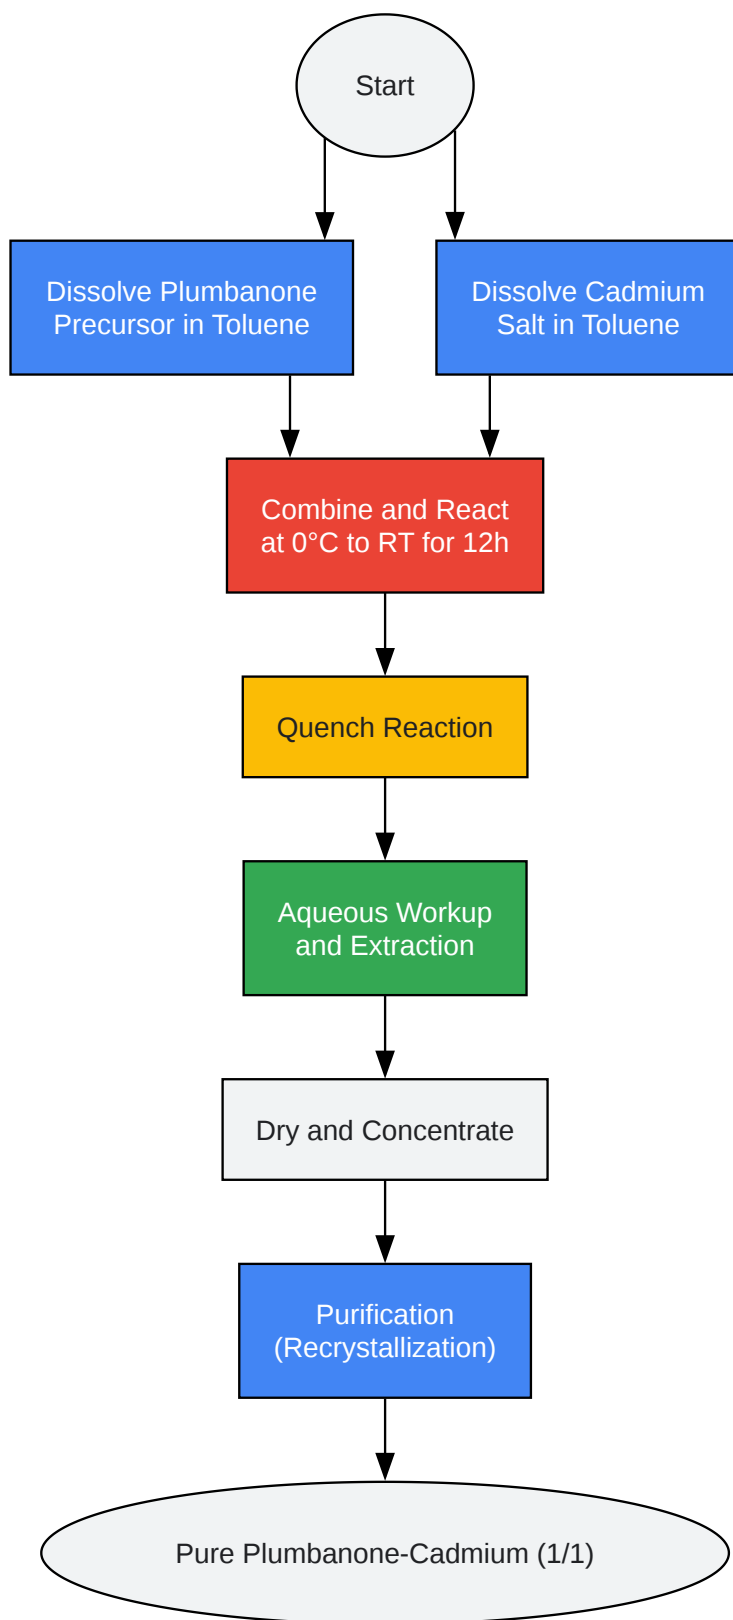 Start
Dissolve Plumbanone
Precursor in Toluene
Dissolve Cadmium
Salt in Toluene
Combine and React
at 0°C to RT for 12h
Quench Reaction
Aqueous Workup
and Extraction
Dry and Concentrate
Purification
(Recrystallization)
Pure Plumbanone-Cadmium (1/1)